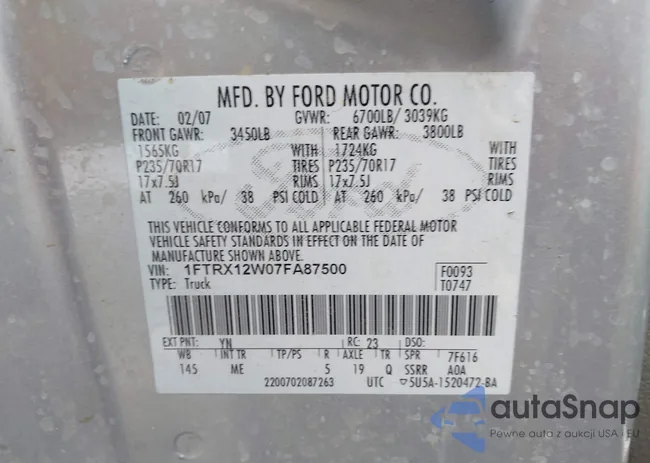 MFD. BY FORD MOTOR CO.
DATE: 02/07 GVWR: 6700LB/ 3039KG
FRONT GAWR: 3450LB REAR GAWR: 3800LB
1565KG WITH 1724KG WITH
P235/70R17 TIRES P235/70R17 TIRES
17x7.5J RIMS 17x7.5J RIMS
AT 260 kPa/ 38 PSI COLD AT 260 kPa/ 38 PSI COLD
THIS VEHICLE CONFORMS TO ALL APPLICABLE FEDERAL MOTOR
VEHICLE SAFETY STANDARDS IN EFFECT ON THE DATE OF
MANUFACTURE SHOWN ABOVE.
VIN: 1FTRX12W07FA87500 F0093
TYPE: Truck T0747
EXT PNT: YN RC: 23 DSO:
WB INT TR TP/PS R AXLE TR SPR 7F616
145 ME 5 19 Q SSRR A0A
2200702087263 UTC ▽5U5A-1520472-BA
Ford
autaSnap
Pewne auta z aukcji USA i EU